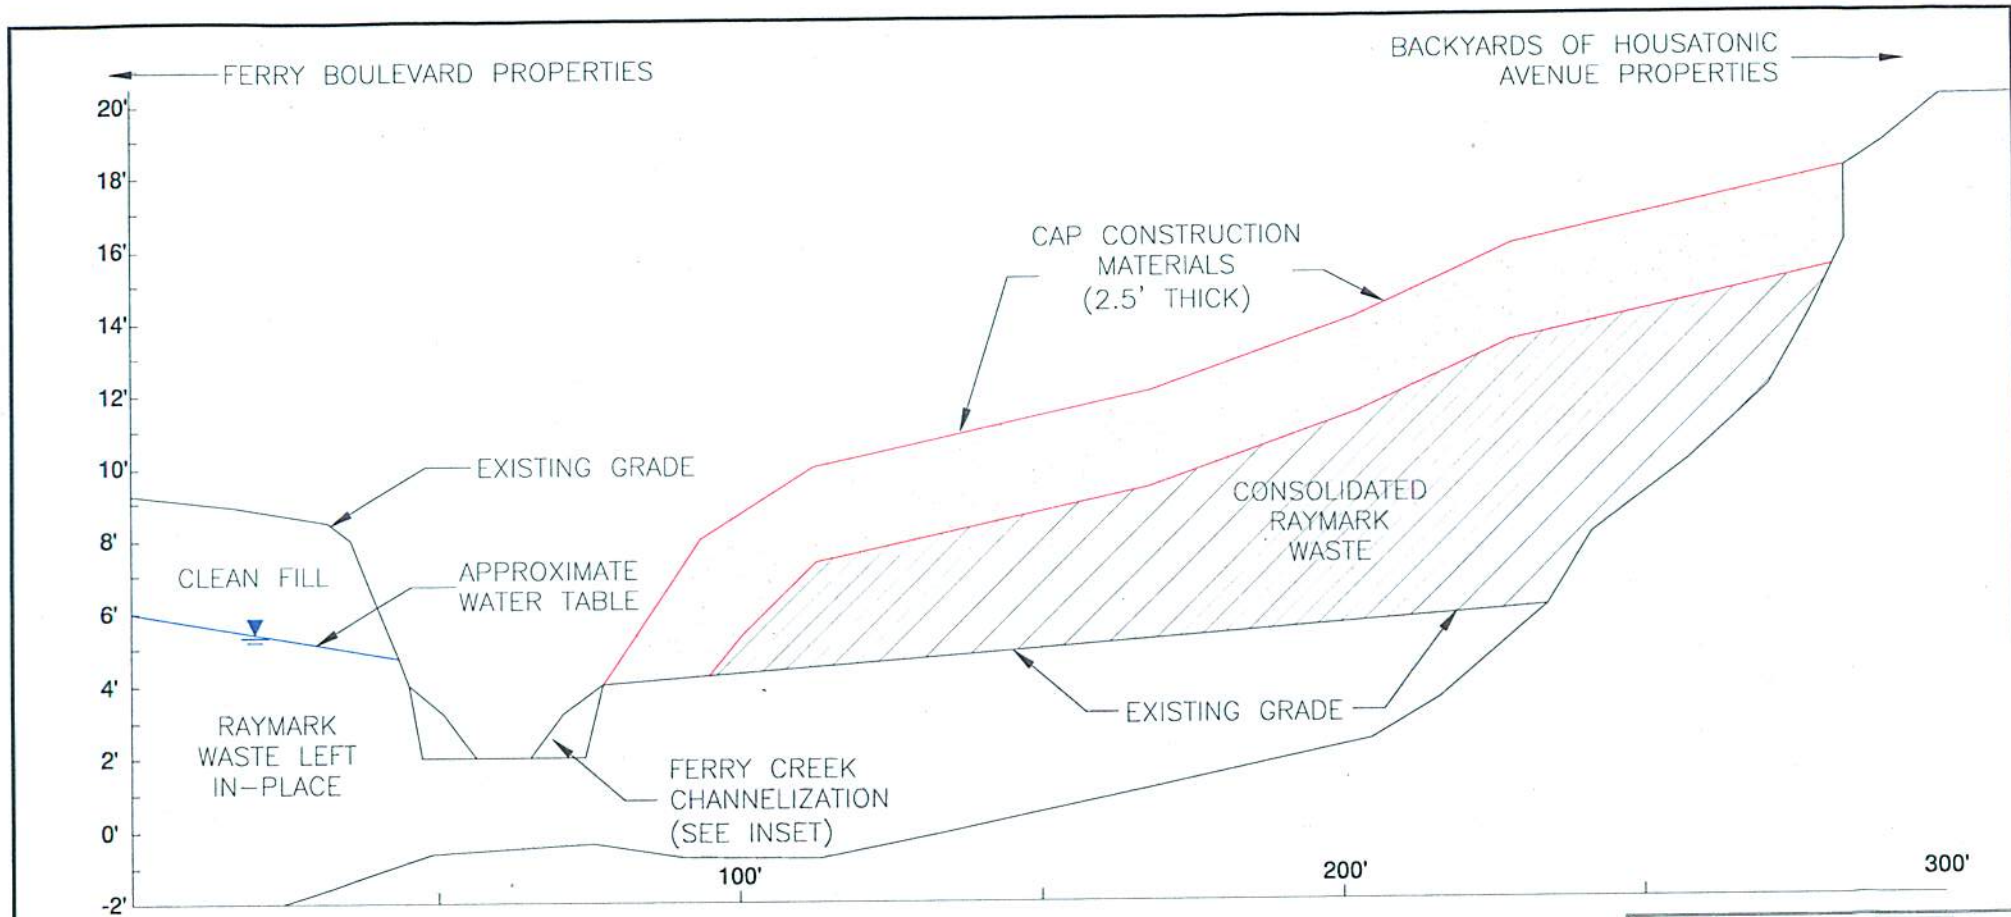 FERRY BOULEVARD PROPERTIES
BACKYARDS OF HOUSATONIC
AVENUE PROPERTIES
20'
18'
16'
14'
12'
10'
8'
6'
4'
2'
0'
-2'
CAP CONSTRUCTION
MATERIALS
(2.5' THICK)
EXISTING GRADE
CONSOLIDATED
RAYMARK
WASTE
CLEAN FILL
APPROXIMATE
WATER TABLE
RAYMARK
WASTE LEFT
IN-PLACE
EXISTING GRADE
FERRY CREEK
CHANNELIZATION
(SEE INSET)
100'
200'
300'